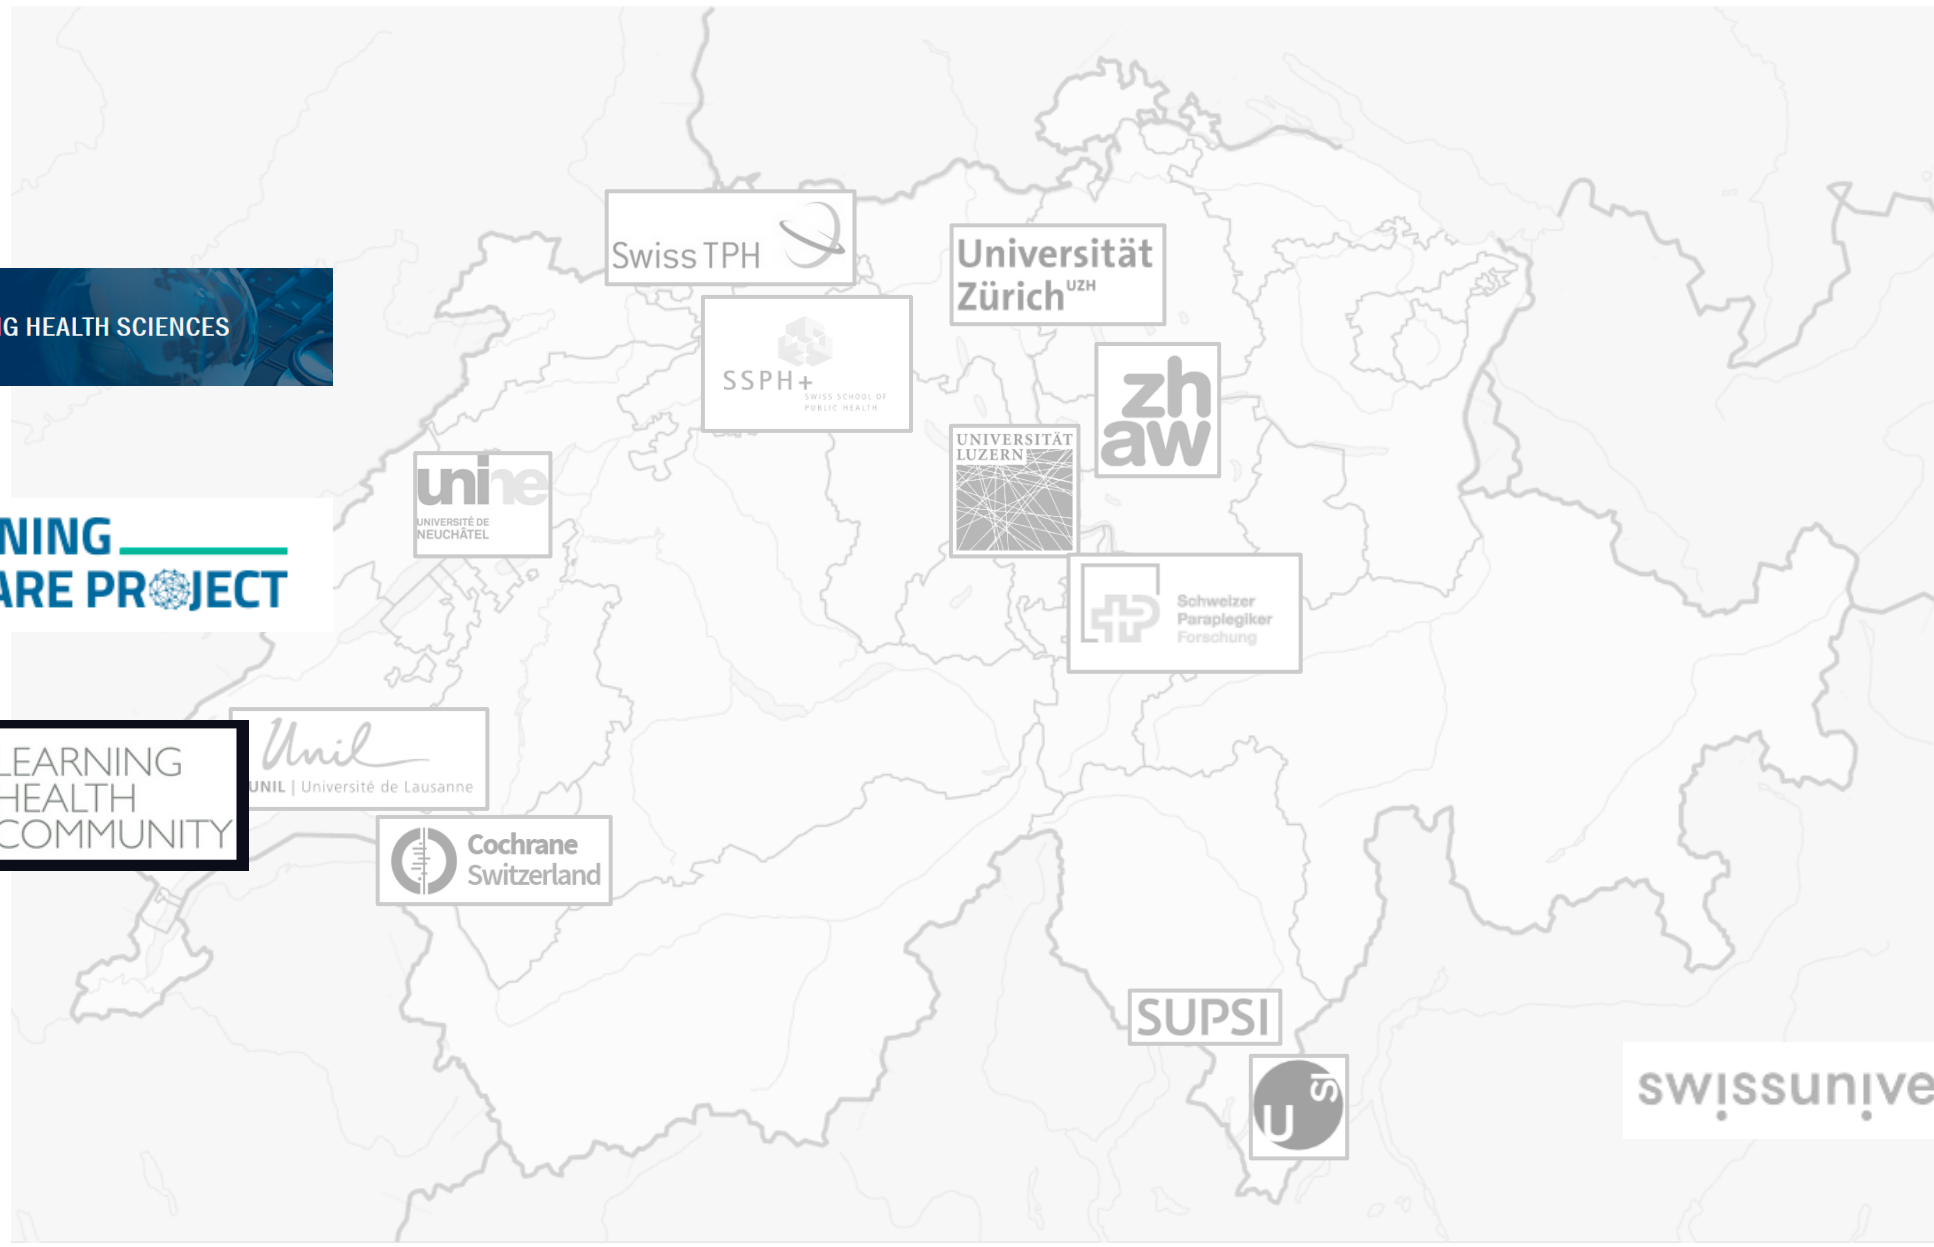 Swiss TPH
Universität
Zürich UZH
G HEALTH SCIENCES
SSPH+
SWISS SCHOOL OF
PUBLIC HEALTH
zh
aw
UNIVERSITÄT
LUZERN
unine
UNIVERSITÉ DE
NEUCHÂTEL
NING
ARE PROJECT
Schweizer
Paraplegiker
Forschung
Unil
UNIL | Université de Lausanne
LEARNING
HEALTH
COMMUNITY
Cochrane
Switzerland
SUPSI
U SI
swissunive